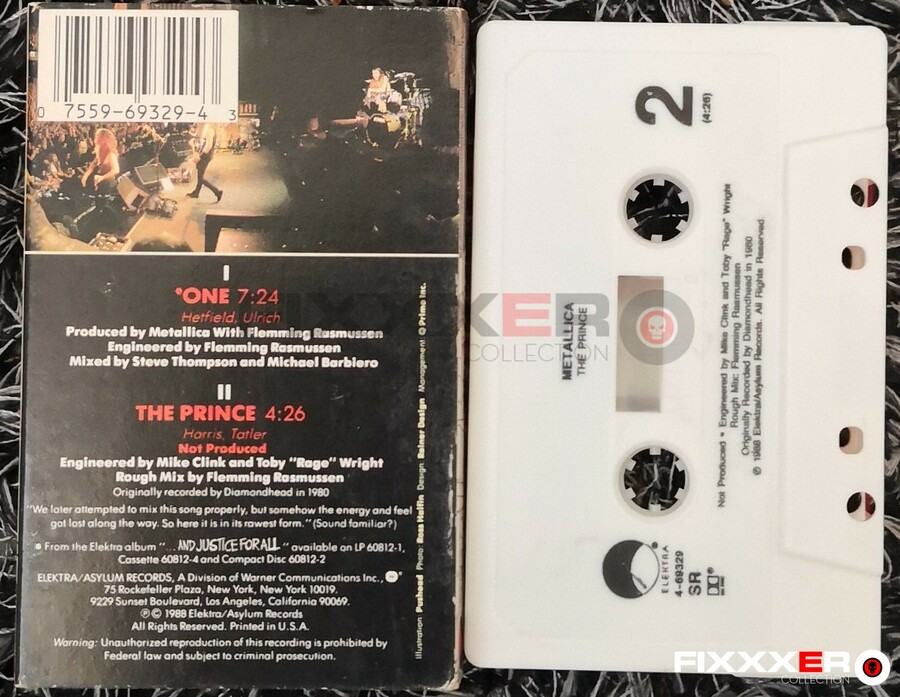 0 7559-69329-4 3
I
*ONE 7:24
Hetfield, Ulrich
Produced by Metallica With Flemming Rasmussen
Engineered by Flemming Rasmussen
Mixed by Steve Thompson and Michael Barbiero
II
THE PRINCE 4:26
Harris, Tatler
Not Produced
Engineered by Mike Clink and Toby "Rage" Wright
Rough Mix by Flemming Rasmussen
Originally recorded by Diamondhead in 1980
"We later attempted to mix this song properly, but somehow the energy and feel
got lost along the way. So here it is in its rawest form." (Sound familiar?)
* From the Elektra album "...AND JUSTICE FOR ALL" available on LP 60812-1,
Cassette 60812-4 and Compact Disc 60812-2
ELEKTRA/ASYLUM RECORDS, A Division of Warner Communications Inc.,
75 Rockefeller Plaza, New York, New York 10019.
9229 Sunset Boulevard, Los Angeles, California 90069.
℗© 1988 Elektra/Asylum Records
All Rights Reserved. Printed in U.S.A.
Warning: Unauthorized reproduction of this recording is prohibited by
Federal law and subject to criminal prosecution.
Illustration Pushead Photo Ross Halfin Design Reiner Design Management Q Prime Inc.
2
(4:26)
METALLICA
THE PRINCE
Not Produced • Engineered by Mike Clink and Toby "Rage" Wright
Rough Mix: Flemming Rasmussen
Originally Recorded by Diamondhead in 1980
℗ 1988 Elektra/Asylum Records. All Rights Reserved.
ELEKTRA
4-69329
SR
FIXXXERO
COLLECTION
FIXXXERO
COLLECTION